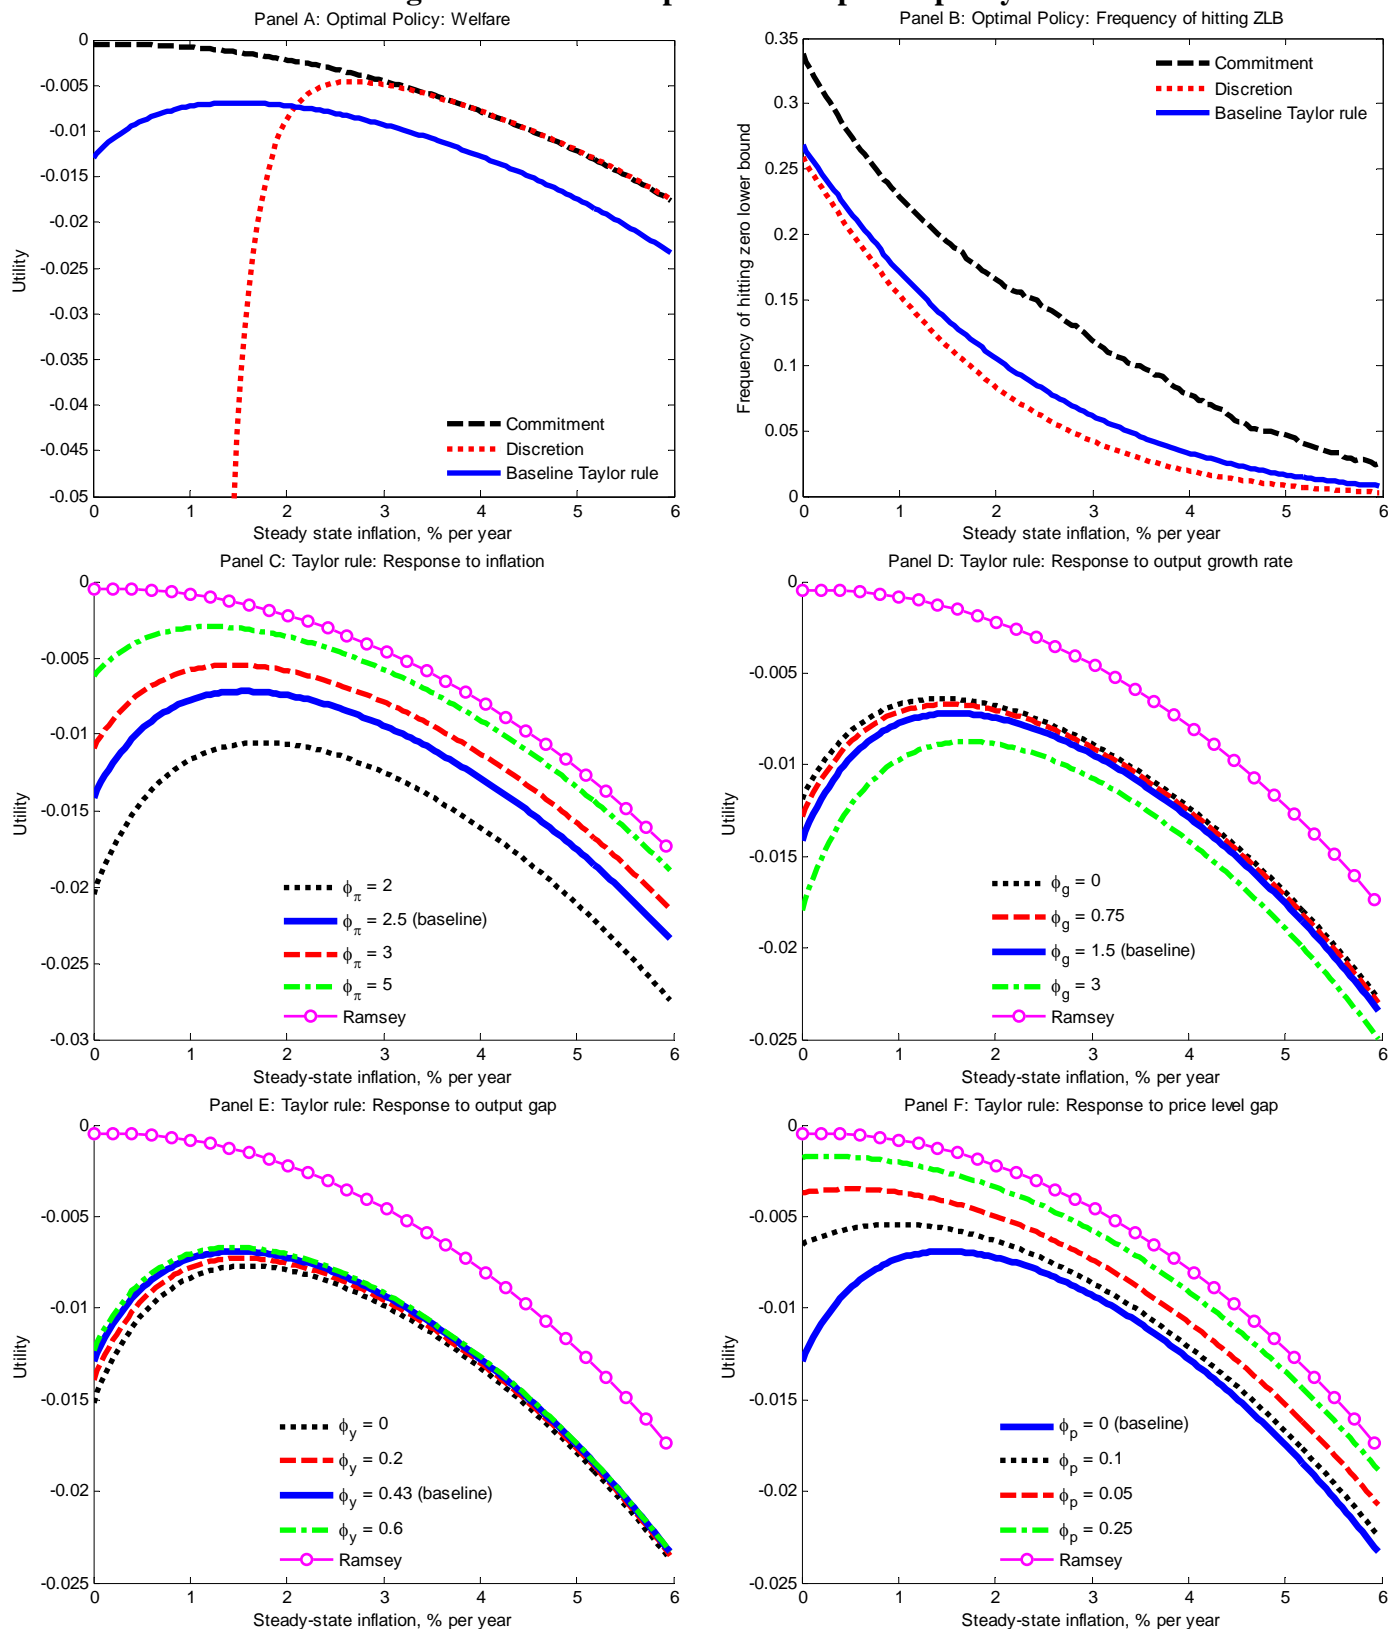 Panel A: Optimal Policy: Welfare
0
-0.005
-0.01
-0.015
-0.02
-0.025
-0.03
-0.035
-0.04
-0.045
-0.05
Utility
Commitment
Discretion
Baseline Taylor rule
0 1 2 3 4 5 6
Steady state inflation, % per year
Panel B: Optimal Policy: Frequency of hitting ZLB
0.35
0.3
0.25
0.2
0.15
0.1
0.05
0
Frequency of hitting zero lower bound
Commitment
Discretion
Baseline Taylor rule
0 1 2 3 4 5 6
Steady state inflation, % per year
Panel C: Taylor rule: Response to inflation
0
-0.005
-0.01
-0.015
-0.02
-0.025
-0.03
Utility
ϕπ = 2
ϕπ = 2.5 (baseline)
ϕπ = 3
ϕπ = 5
Ramsey
0 1 2 3 4 5 6
Steady-state inflation, % per year
Panel D: Taylor rule: Response to output growth rate
0
-0.005
-0.01
-0.015
-0.02
-0.025
Utility
ϕg = 0
ϕg = 0.75
ϕg = 1.5 (baseline)
ϕg = 3
Ramsey
0 1 2 3 4 5 6
Steady-state inflation, % per year
Panel E: Taylor rule: Response to output gap
0
-0.005
-0.01
-0.015
-0.02
-0.025
Utility
ϕy = 0
ϕy = 0.2
ϕy = 0.43 (baseline)
ϕy = 0.6
Ramsey
0 1 2 3 4 5 6
Steady-state inflation, % per year
Panel F: Taylor rule: Response to price level gap
0
-0.005
-0.01
-0.015
-0.02
-0.025
Utility
ϕp = 0 (baseline)
ϕp = 0.1
ϕp = 0.05
ϕp = 0.25
Ramsey
0 1 2 3 4 5 6
Steady-state inflation, % per year